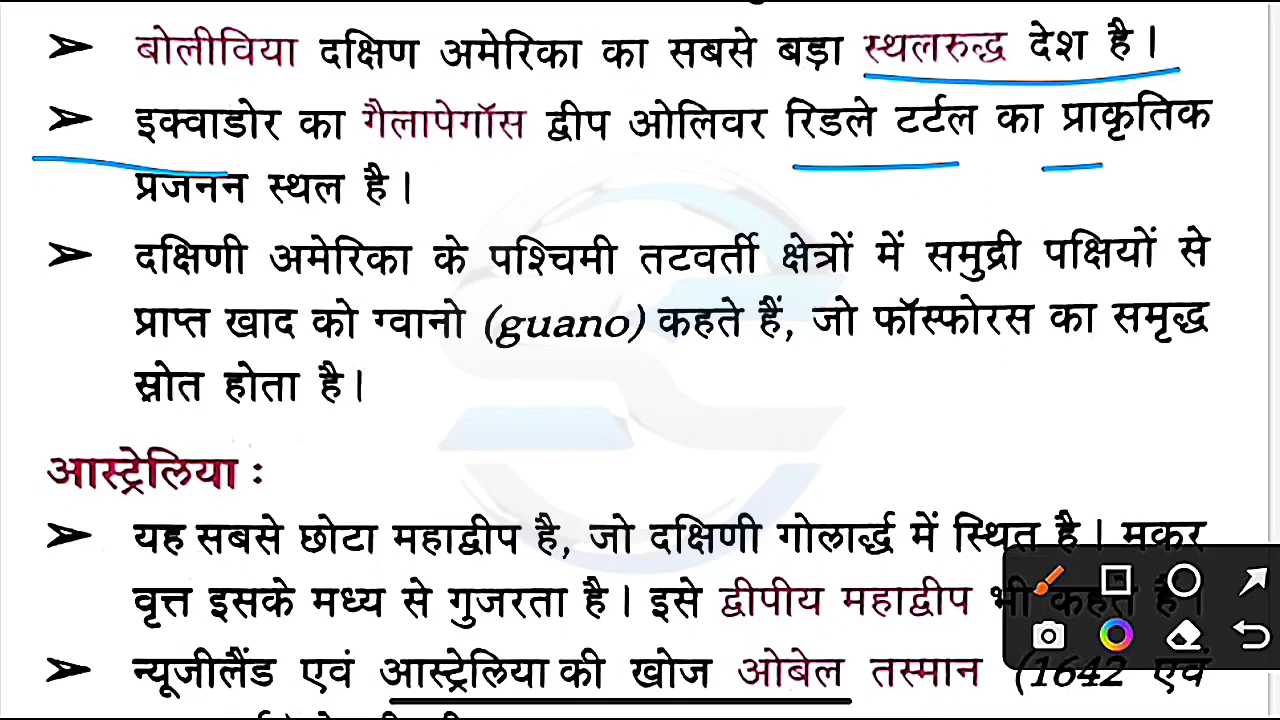 बोलीविया दक्षिण अमेरिका का सबसे बड़ा स्थलरुद्ध देश है।
इक्वाडोर का गैलापेगॉस द्वीप ओलिवर रिडले टर्टल का प्राकृतिक
प्रजनन स्थल है।
दक्षिणी अमेरिका के पश्चिमी तटवर्ती क्षेत्रों में समुद्री पक्षियों से
प्राप्त खाद को ग्वानो (guano) कहते हैं, जो फॉस्फोरस का समृद्ध
स्रोत होता है।
आस्ट्रेलिया :
यह सबसे छोटा महाद्वीप है, जो दक्षिणी गोलार्द्ध में स्थित है। मकर
वृत्त इसके मध्य से गुजरता है। इसे द्वीपीय महाद्वीप भी कहते हैं।
न्यूजीलैंड एवं आस्ट्रेलिया की खोज ओबेल तस्मान (1642 एवं